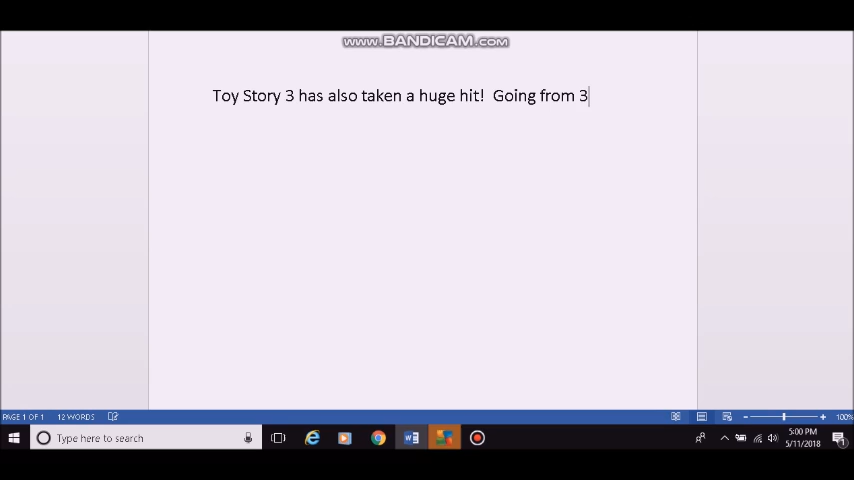 www.BANDICAM.com
Toy Story 3 has also taken a huge hit!  Going from 3
PAGE 1 OF 1 12 WORDS 100%
Type here to search
5:00 PM
5/11/2018